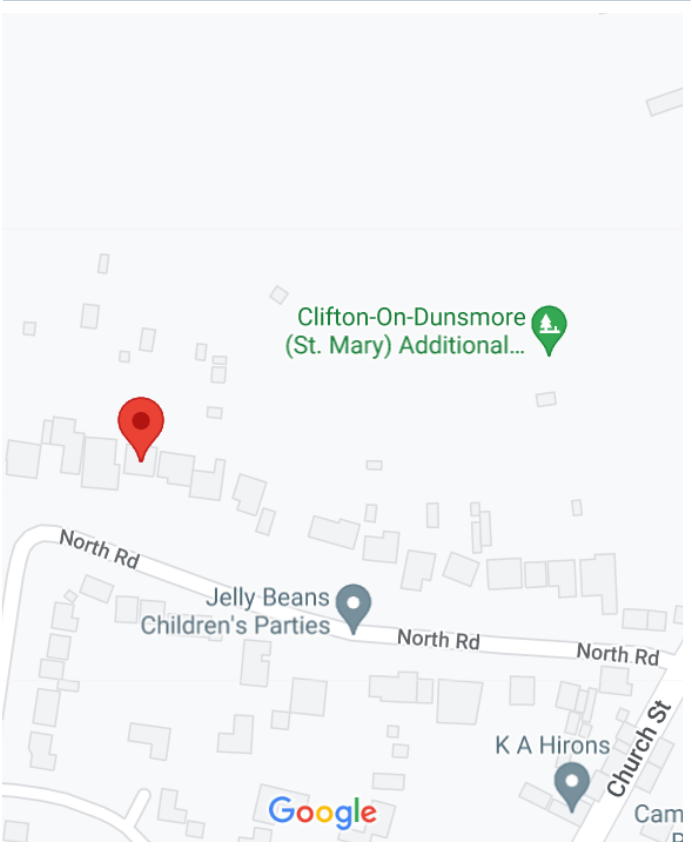 Clifton-On-Dunsmore
(St. Mary) Additional...
North Rd
Jelly Beans
Children's Parties
North Rd
North Rd
Church St
K A Hirons
Cam
Google